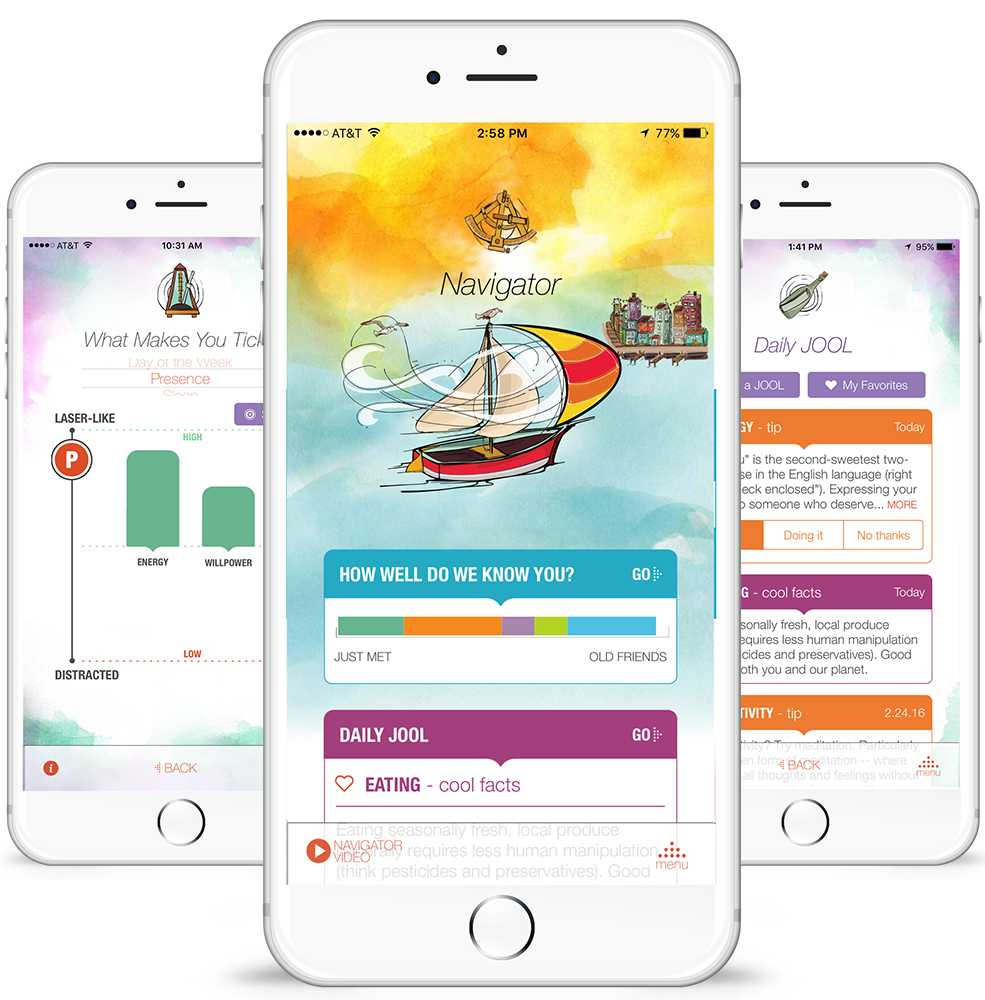 AT&T
10:31 AM
What Makes You Tick
Day of the Week
Presence
Sleep
LASER-LIKE
HIGH
P
ENERGY
WILLPOWER
LOW
DISTRACTED
i
BACK
AT&T
2:58 PM
77%
Navigator
HOW WELL DO WE KNOW YOU?
GO
JUST MET
OLD FRIENDS
DAILY JOOL
GO
EATING - cool facts
Eating seasonally fresh, local produce
requires less human manipulation
(think pesticides and preservatives). Good
NAVIGATOR
VIDEO
menu
1:41 PM
95%
Daily JOOL
a JOOL
My Favorites
GY - tip
Today
u" is the second-sweetest two-
se in the English language (right
eck enclosed"). Expressing your
o someone who deserve... MORE
Doing it
No thanks
G - cool facts
Today
sonally fresh, local produce
equires less human manipulation
icides and preservatives). Good
oth you and our planet.
TIVITY - tip
2.24.16
tivity? Try meditation. Particularly
en form of meditation -- where
all thoughts and feelings without
BACK
menu